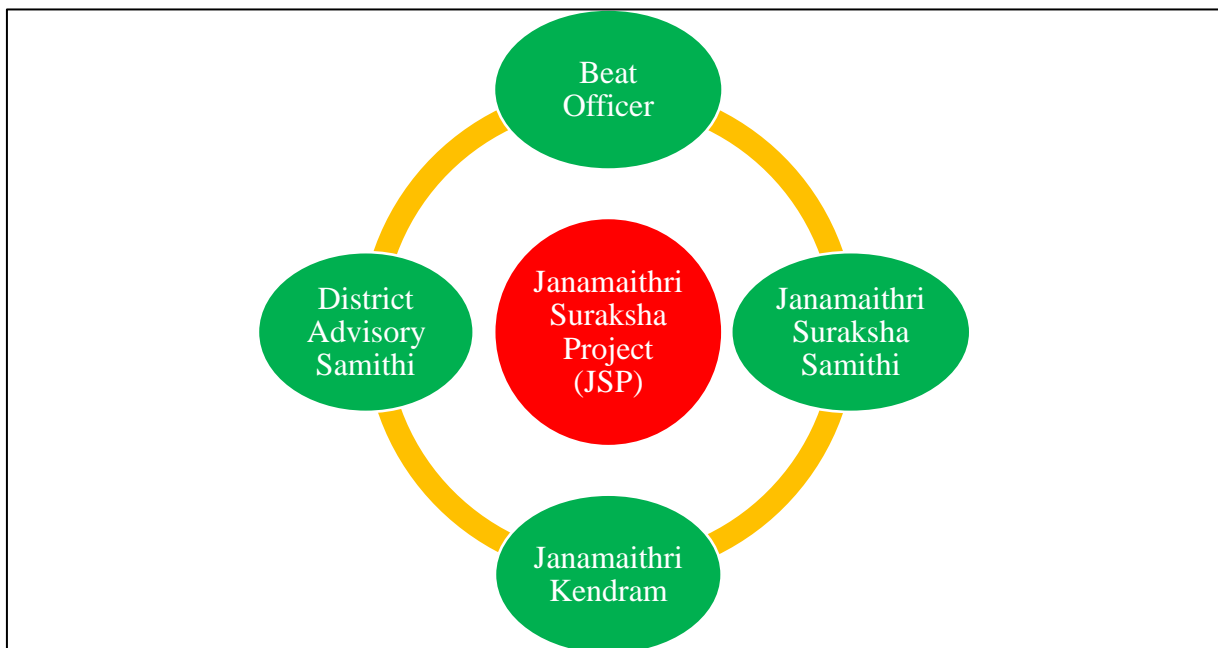 Beat
Officer
District
Advisory
Samithi
Janamaithri
Suraksha
Project
(JSP)
Janamaithri
Suraksha
Samithi
Janamaithri
Kendram